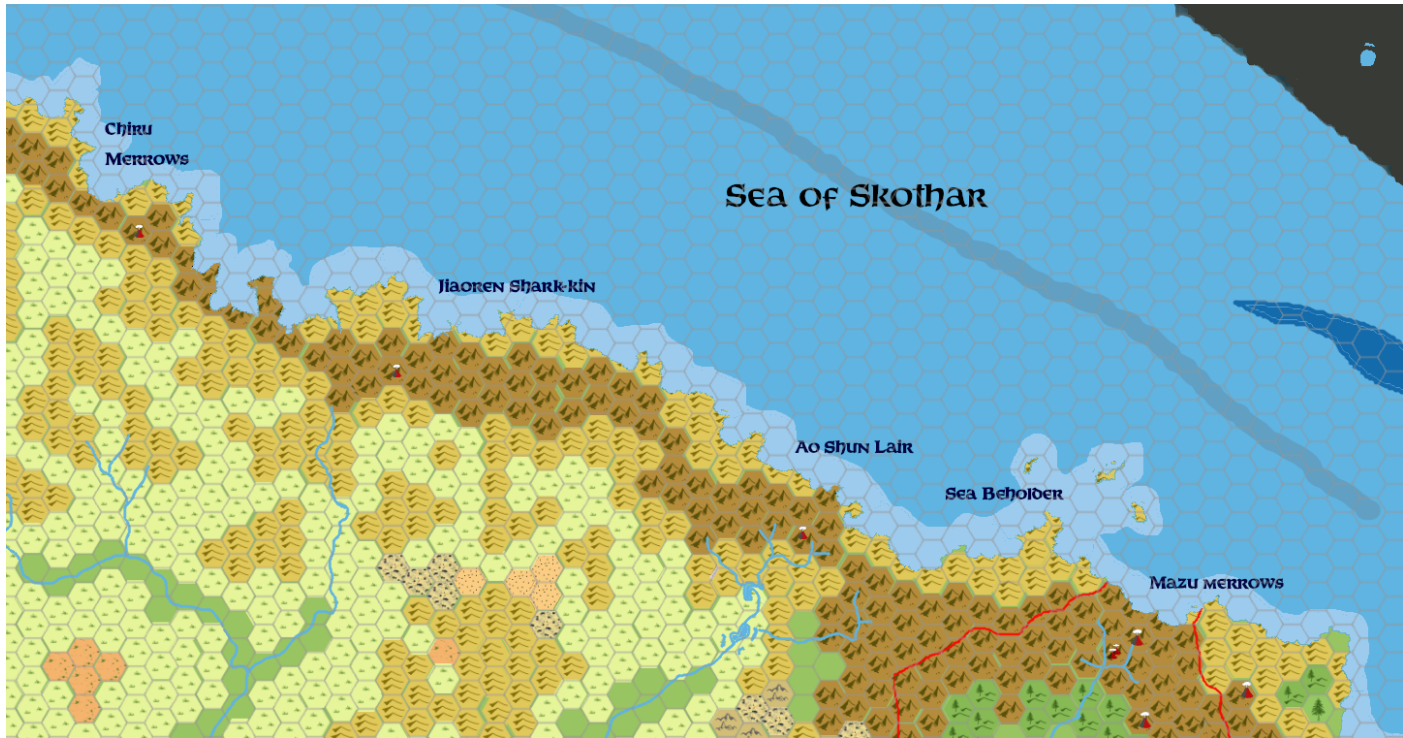 Chiru
Merrows
Sea of Skothar
Jiaoren Shark-kin
Ao Shun Lair
Sea Beholder
Mazu merrows